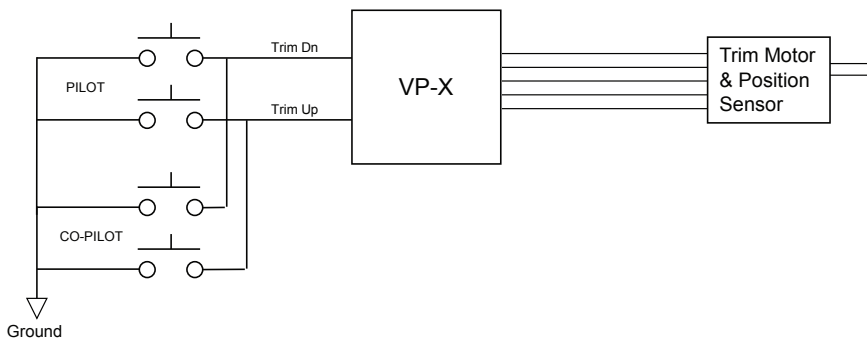 Trim Dn
PILOT
Trim Up
CO-PILOT
Ground
VP-X
Trim Motor
& Position
Sensor